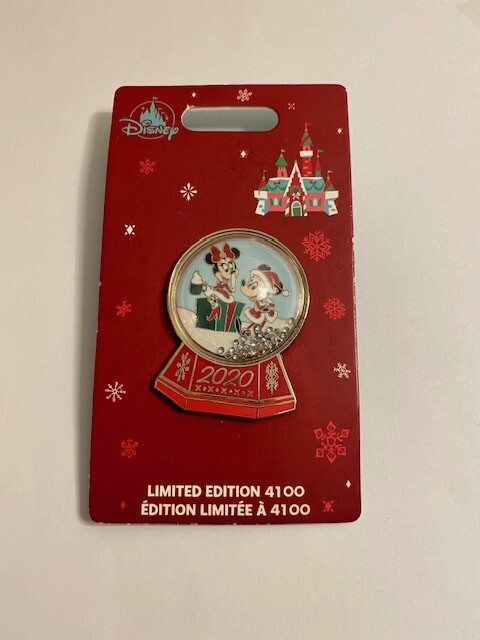 Disney
2020
LIMITED EDITION 4100
ÉDITION LIMITÉE À 4100